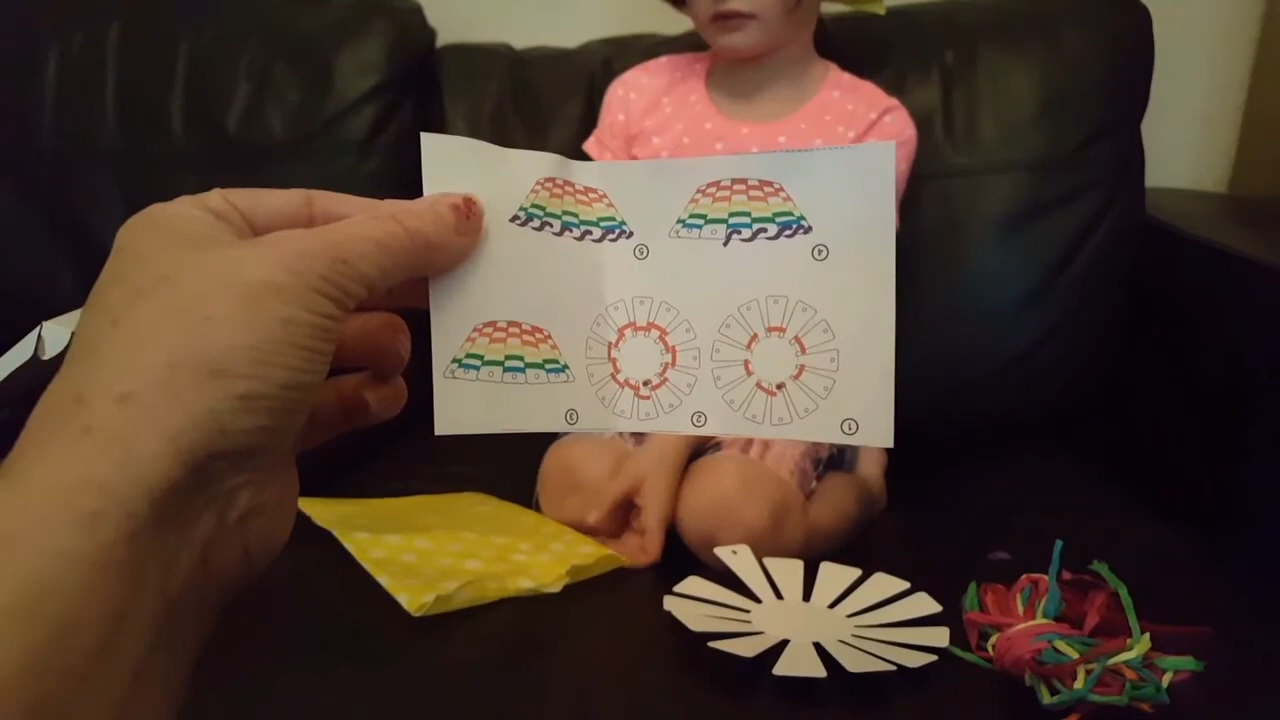 ⑤ ④
③ ② ①